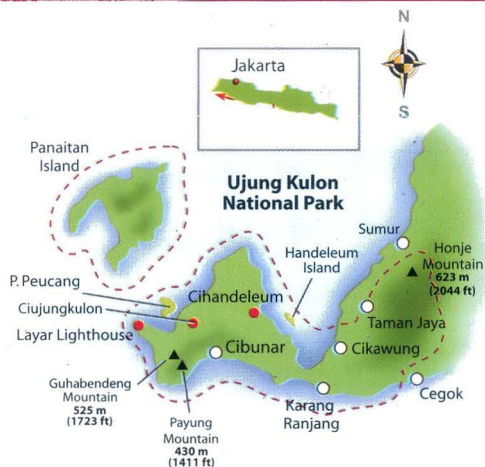 N
S
Jakarta
Panaitan
Island
Ujung Kulon
National Park
Sumur
Honje
Mountain
623 m
(2044 ft)
Handeleum
Island
P. Peucang
Cihandeleum
Ciujungkulon
Taman Jaya
Layar Lighthouse
Cibunar
Cikawung
Guhabendeng
Mountain
525 m
(1723 ft)
Payung
Mountain
430 m
(1411 ft)
Karang
Ranjang
Cegok